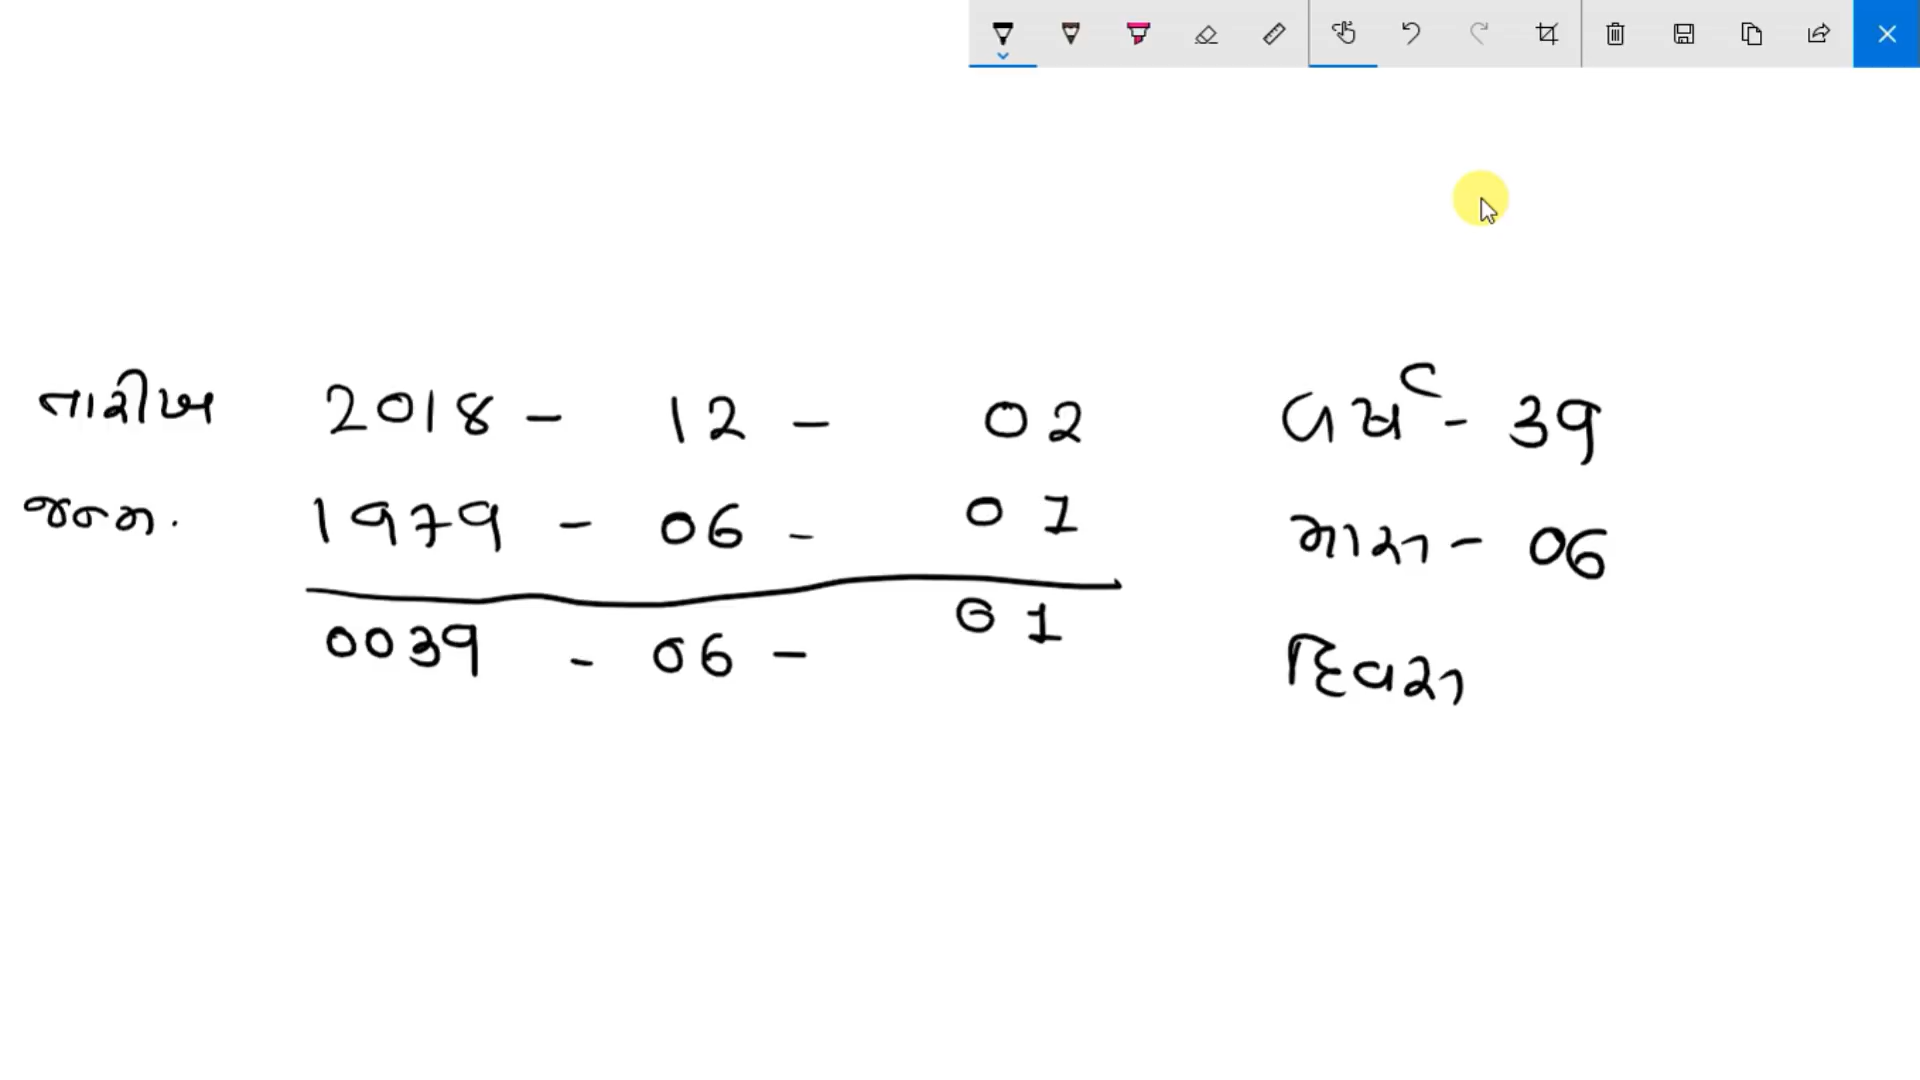 તારીખ 2018 - 12 - 02
જન્મ. 1979 - 06 - 01
0039 - 06 - 01
વર્ષ - 39
માસ - 06
દિવસ